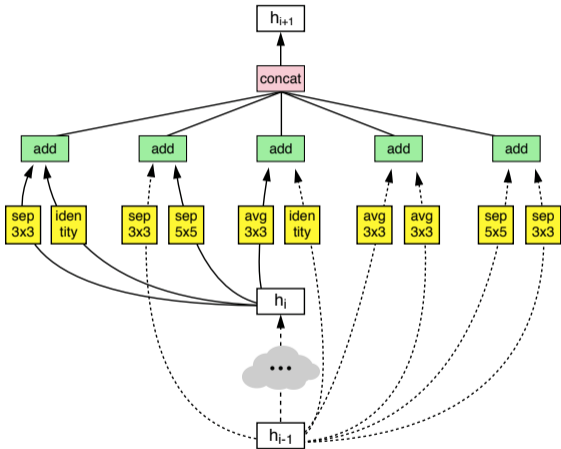 hi+1
concat
add add add add add
sep iden sep sep avg iden avg avg sep sep
3x3 tity 3x3 5x5 3x3 tity 3x3 3x3 5x5 3x3
hi
...
hi-1